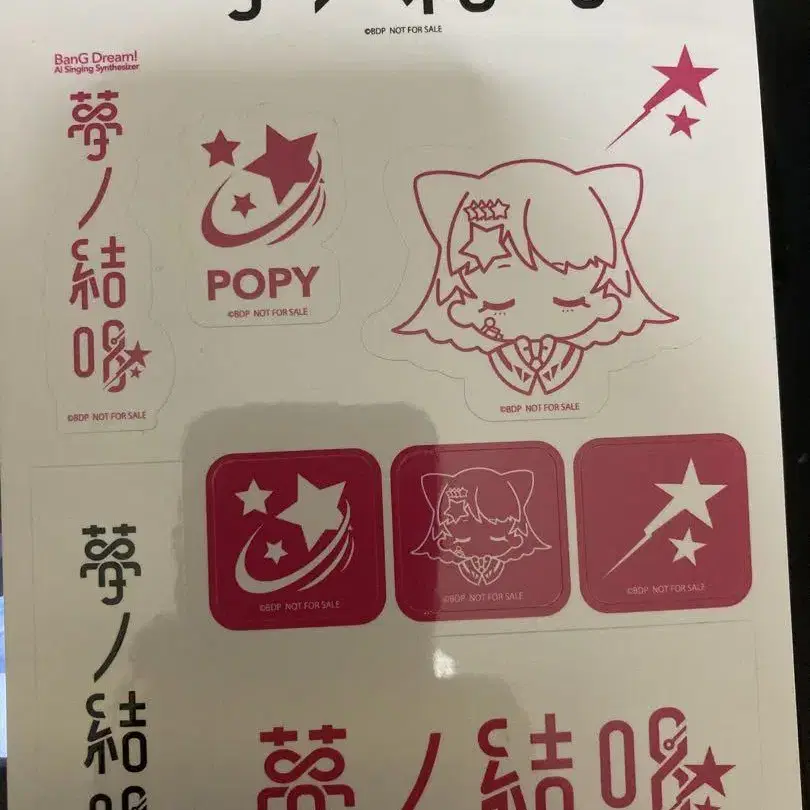 ©BDP NOT FOR SALE
BanG Dream!
AI Singing Synthesizer
夢ノ結唱
©BDP NOT FOR SALE
POPY
©BDP NOT FOR SALE
©BDP NOT FOR SALE
©BDP NOT FOR SALE
©BDP NOT FOR SALE
©BDP NOT FOR SALE
夢ノ結
夢ノ結唱